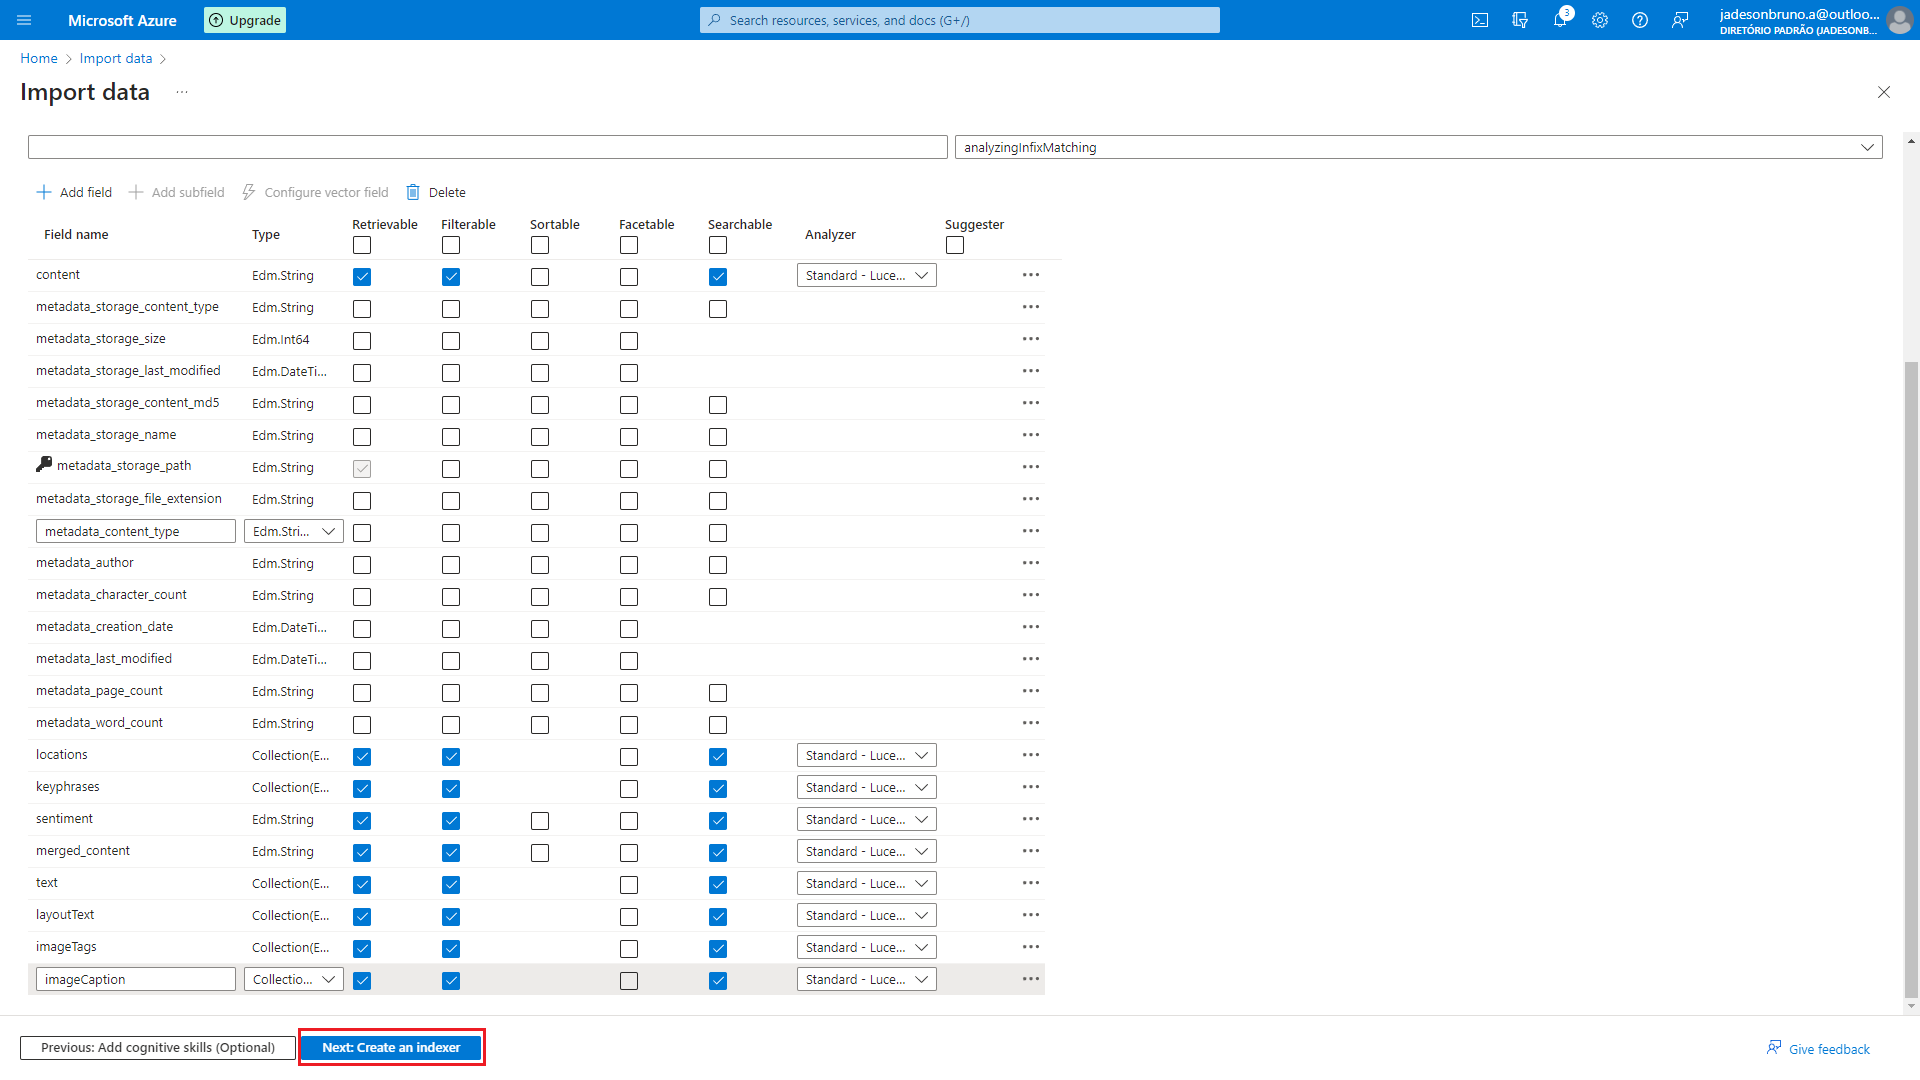 Microsoft Azure
Upgrade
Search resources, services, and docs (G+/)
3
jadesonbruno.a@outloo...
DIRETÓRIO PADRÃO (JADESONB...
Home > Import data >
Import data ...
analyzingInfixMatching
Add field
Add subfield
Configure vector field
Delete
Field name Type Retrievable Filterable Sortable Facetable Searchable Analyzer Suggester
content Edm.String Standard - Luce...
metadata_storage_content_type Edm.String
metadata_storage_size Edm.Int64
metadata_storage_last_modified Edm.DateTi...
metadata_storage_content_md5 Edm.String
metadata_storage_name Edm.String
metadata_storage_path Edm.String
metadata_storage_file_extension Edm.String
metadata_content_type Edm.Stri...
metadata_author Edm.String
metadata_character_count Edm.String
metadata_creation_date Edm.DateTi...
metadata_last_modified Edm.DateTi...
metadata_page_count Edm.String
metadata_word_count Edm.String
locations Collection(E... Standard - Luce...
keyphrases Collection(E... Standard - Luce...
sentiment Edm.String Standard - Luce...
merged_content Edm.String Standard - Luce...
text Collection(E... Standard - Luce...
layoutText Collection(E... Standard - Luce...
imageTags Collection(E... Standard - Luce...
imageCaption Collectio... Standard - Luce...
Previous: Add cognitive skills (Optional)
Next: Create an indexer
Give feedback